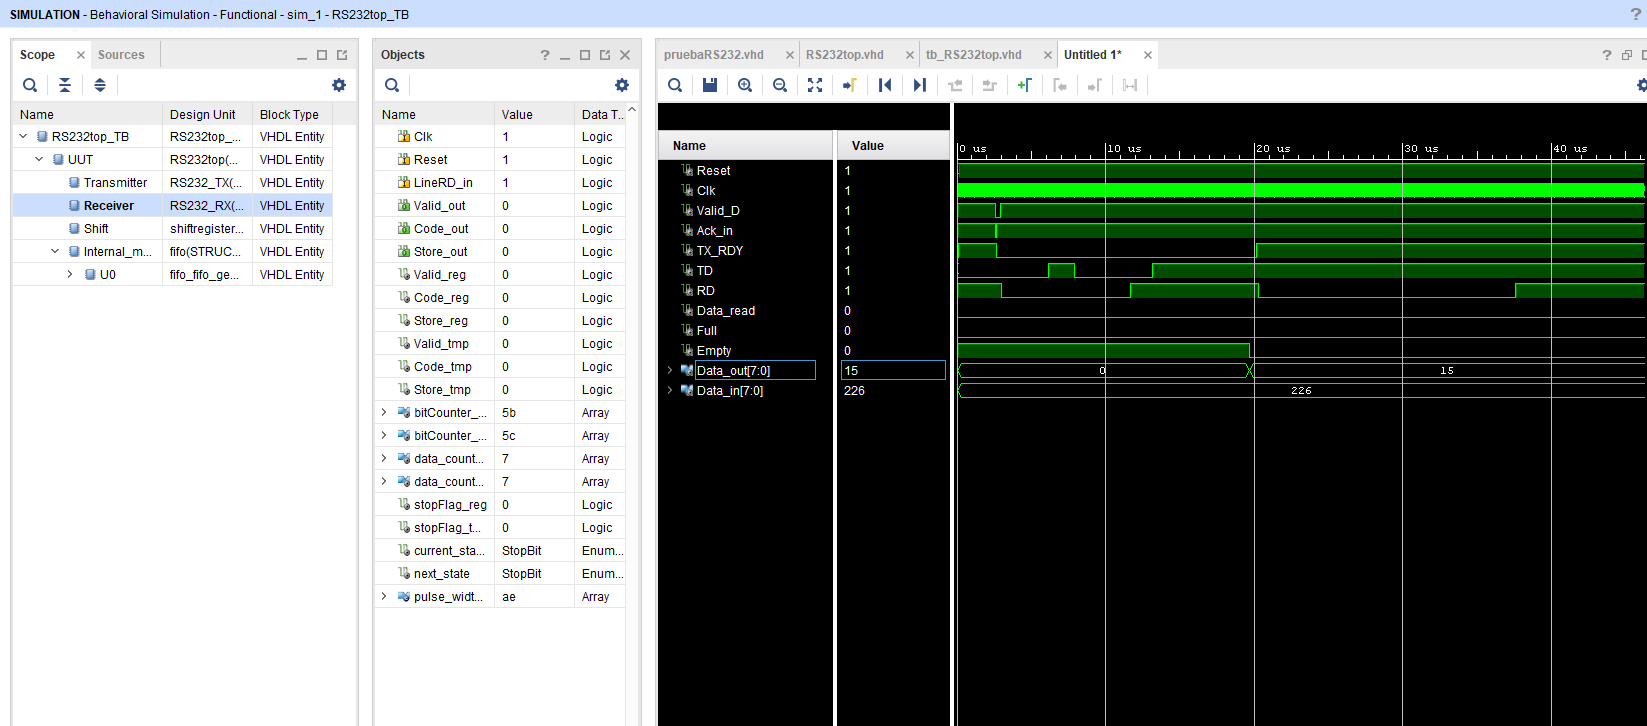 SIMULATION - Behavioral Simulation - Functional - sim_1 - RS232top_TB ?
Scope Sources
Name Design Unit Block Type
RS232top_TB RS232top_... VHDL Entity
UUT RS232top(... VHDL Entity
Transmitter RS232_TX(... VHDL Entity
Receiver RS232_RX(... VHDL Entity
Shift shiftregister... VHDL Entity
Internal_m... fifo(STRUC... VHDL Entity
U0 fifo_fifo_ge... VHDL Entity
Objects ?
Name Value Data T...
Clk 1 Logic
Reset 1 Logic
LineRD_in 1 Logic
Valid_out 0 Logic
Code_out 0 Logic
Store_out 0 Logic
Valid_reg 0 Logic
Code_reg 0 Logic
Store_reg 0 Logic
Valid_tmp 0 Logic
Code_tmp 0 Logic
Store_tmp 0 Logic
bitCounter_... 5b Array
bitCounter_... 5c Array
data_count... 7 Array
data_count... 7 Array
stopFlag_reg 0 Logic
stopFlag_t... 0 Logic
current_sta... StopBit Enum...
next_state StopBit Enum...
pulse_widt... ae Array
pruebaRS232.vhd RS232top.vhd tb_RS232top.vhd Untitled 1* ?
Name Value
0 us 10 us 20 us 30 us 40 us
Reset 1
Clk 1
Valid_D 1
Ack_in 1
TX_RDY 1
TD 1
RD 1
Data_read 0
Full 0
Empty 0
Data_out[7:0] 15 0 15
Data_in[7:0] 226 226